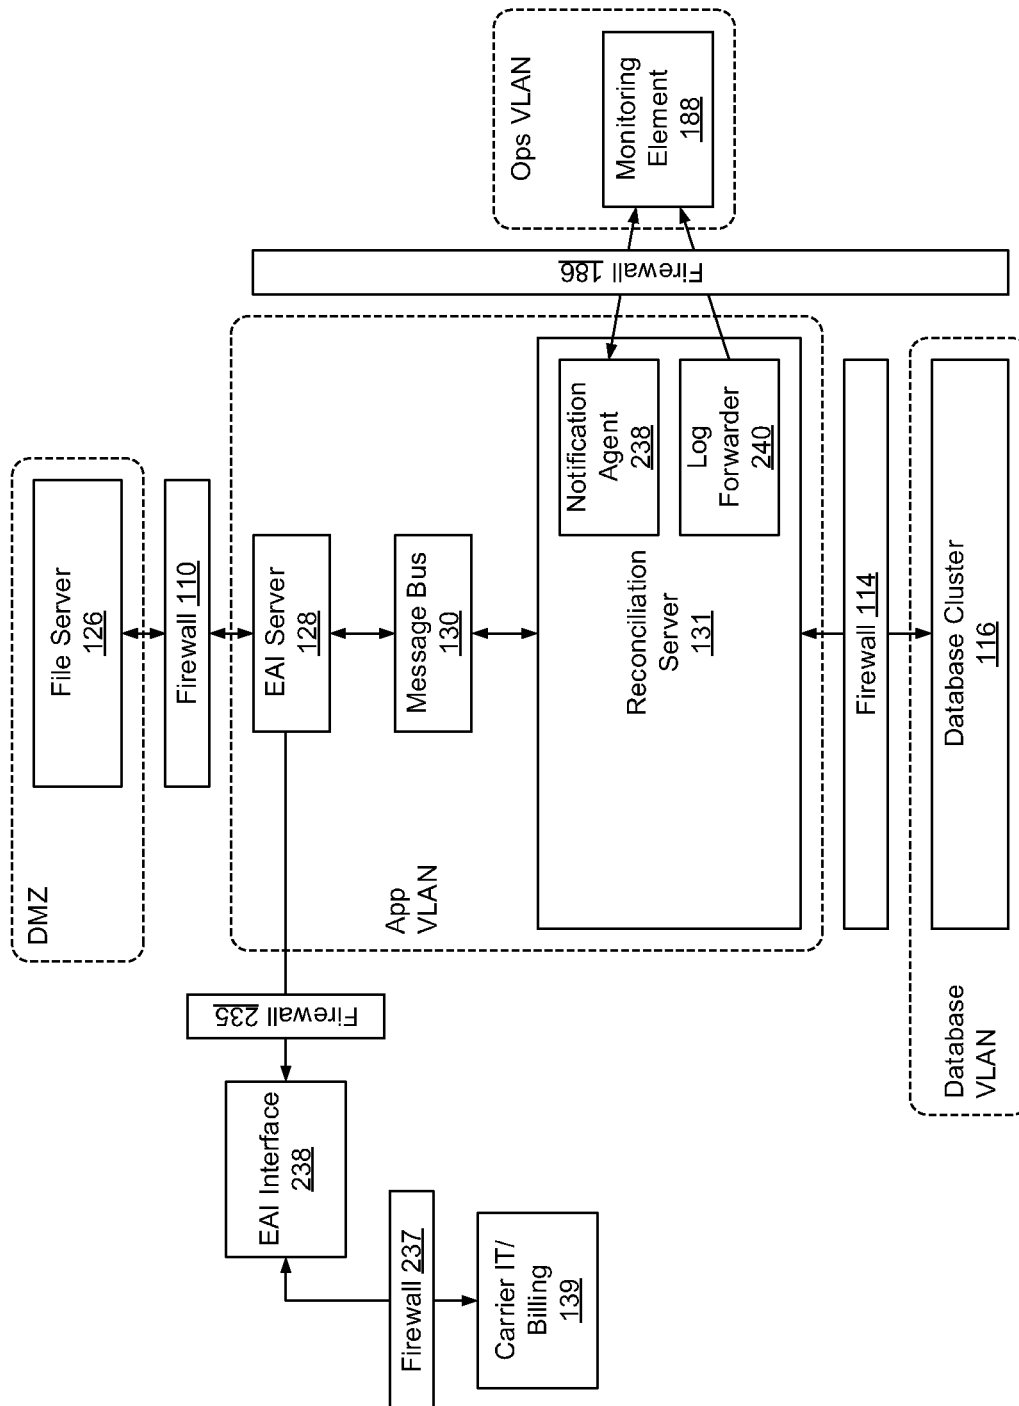 DMZ
File Server
126
Firewall 110
App
VLAN
EAI Server
128
Message Bus
130
Reconciliation
Server
131
Notification
Agent
238
Log
Forwarder
240
Firewall 186
Ops VLAN
Monitoring
Element
188
Firewall 235
EAI Interface
238
Firewall 237
Carrier IT/
Billing
139
Firewall 114
Database
VLAN
Database Cluster
116